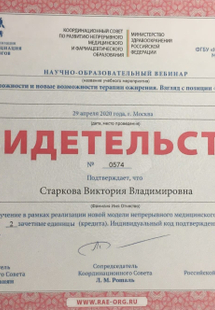 КООРДИНАЦИОННЫЙ СОВЕТ
ПО РАЗВИТИЮ НЕПРЕРЫВНОГО
МЕДИЦИНСКОГО
И ФАРМАЦЕВТИЧЕСКОГО
ОБРАЗОВАНИЯ
МИНИСТЕРСТВО
ЗДРАВООХРАНЕНИЯ
РОССИЙСКОЙ
ФЕДЕРАЦИИ
ФГБУ
НАУЧНО-ОБРАЗОВАТЕЛЬНЫЙ ВЕБИНАР
(название учебного мероприятия)
ожности и новые возможности терапии ожирения. Взгляд с позиции
29 апреля 2020 года, г. Москва
(дата, место проведения)
ИДЕТЕЛЬСТ
№ 0574
Подтверждает, что
Старкова Виктория Владимировна
(Фамилия Имя Отчество)
учение в рамках реализации новой модели непрерывного медицинского
2 зачетные единицы (кредита). Индивидуальный код подтвержден
Сопредседатель
Координационного Совета
Л. М. Рошаль
WWW.RAE-ORG.RU